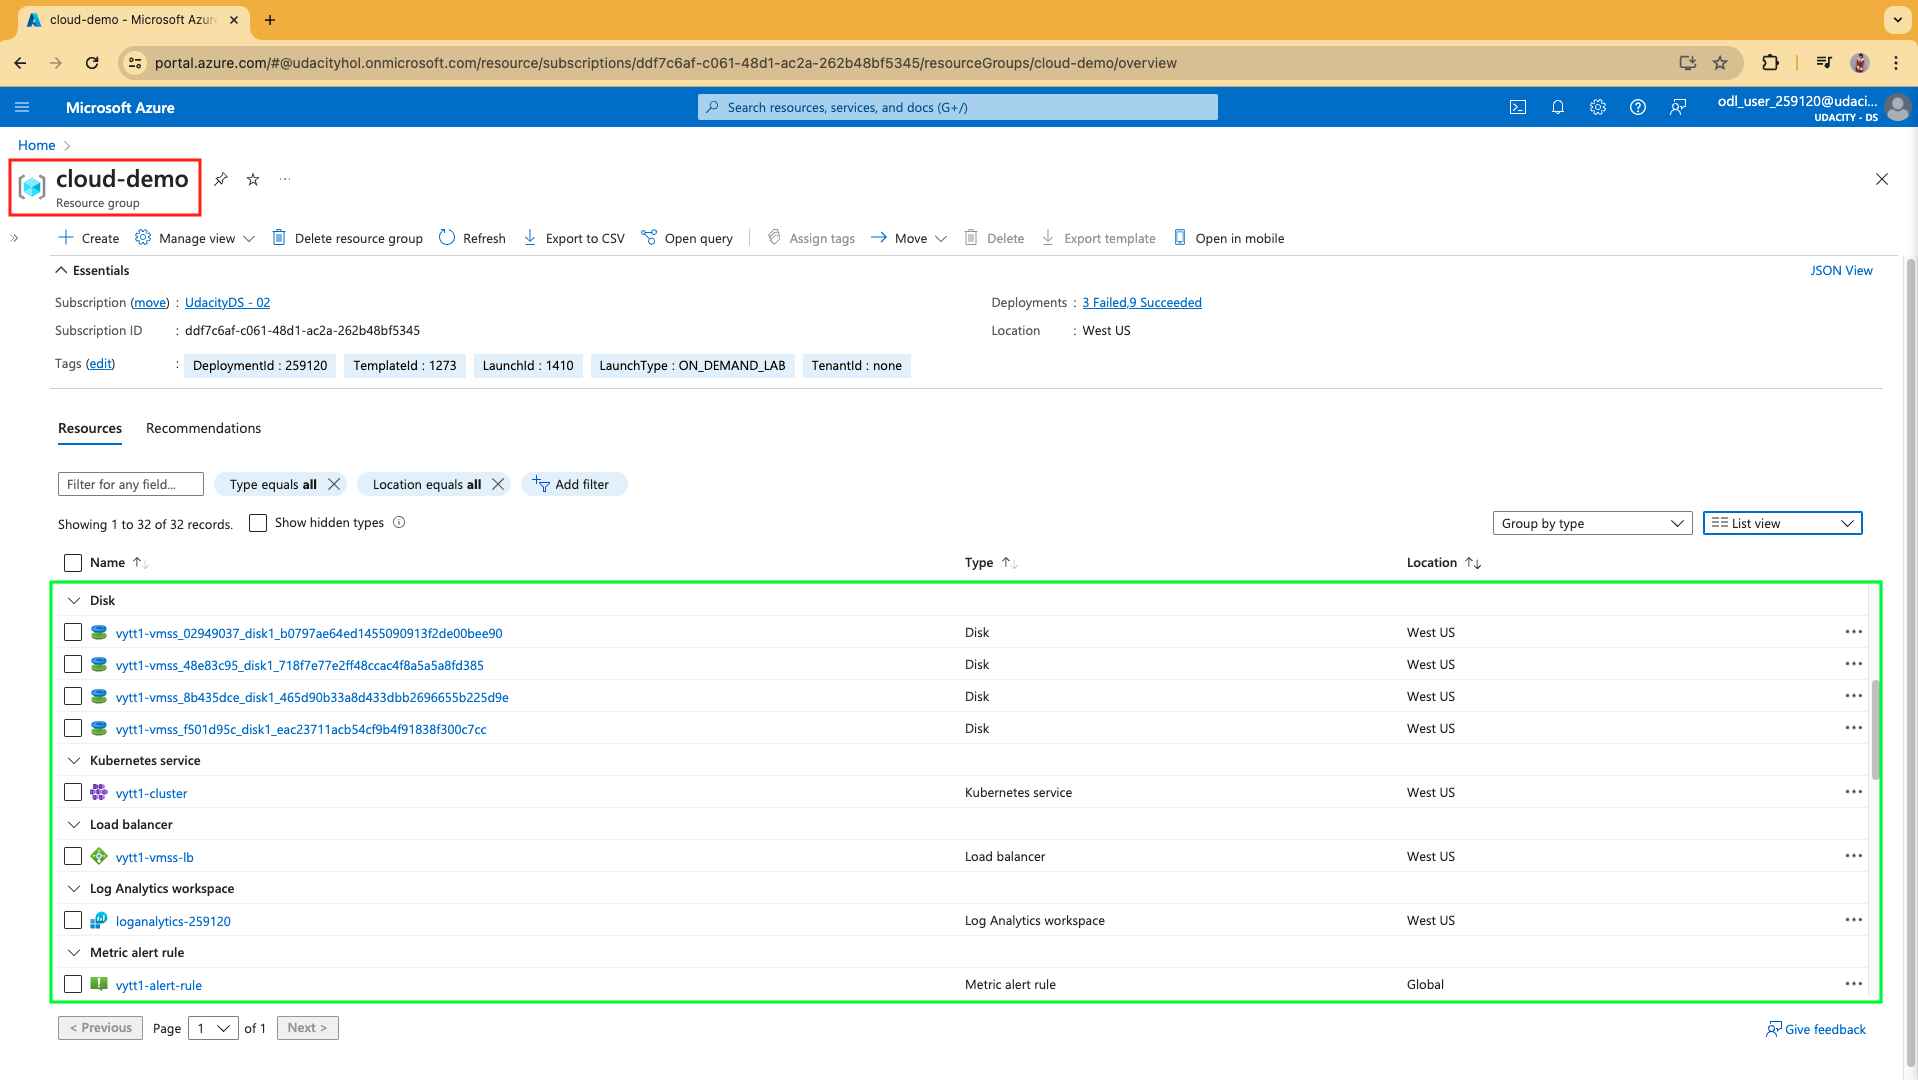 cloud-demo - Microsoft Azur
portal.azure.com/#@udacityhol.onmicrosoft.com/resource/subscriptions/ddf7c6af-c061-48d1-ac2a-262b48bf5345/resourceGroups/cloud-demo/overview
Microsoft Azure
Search resources, services, and docs (G+/)
odl_user_259120@udaci...
UDACITY - DS
Home
cloud-demo
Resource group
Create Manage view Delete resource group Refresh Export to CSV Open query Assign tags Move Delete Export template Open in mobile
Essentials JSON View
Subscription (move) : UdacityDS - 02 Deployments : 3 Failed,9 Succeeded
Subscription ID : ddf7c6af-c061-48d1-ac2a-262b48bf5345 Location : West US
Tags (edit) : DeploymentId : 259120 TemplateId : 1273 LaunchId : 1410 LaunchType : ON_DEMAND_LAB TenantId : none
Resources Recommendations
Filter for any field... Type equals all Location equals all Add filter
Showing 1 to 32 of 32 records. Show hidden types Group by type List view
Name Type Location
Disk
vytt1-vmss_02949037_disk1_b0797ae64ed1455090913f2de00bee90 Disk West US
vytt1-vmss_48e83c95_disk1_718f7e77e2ff48ccac4f8a5a5a8fd385 Disk West US
vytt1-vmss_8b435dce_disk1_465d90b33a8d433dbb2696655b225d9e Disk West US
vytt1-vmss_f501d95c_disk1_eac23711acb54cf9b4f91838f300c7cc Disk West US
Kubernetes service
vytt1-cluster Kubernetes service West US
Load balancer
vytt1-vmss-lb Load balancer West US
Log Analytics workspace
loganalytics-259120 Log Analytics workspace West US
Metric alert rule
vytt1-alert-rule Metric alert rule Global
< Previous Page 1 of 1 Next > Give feedback